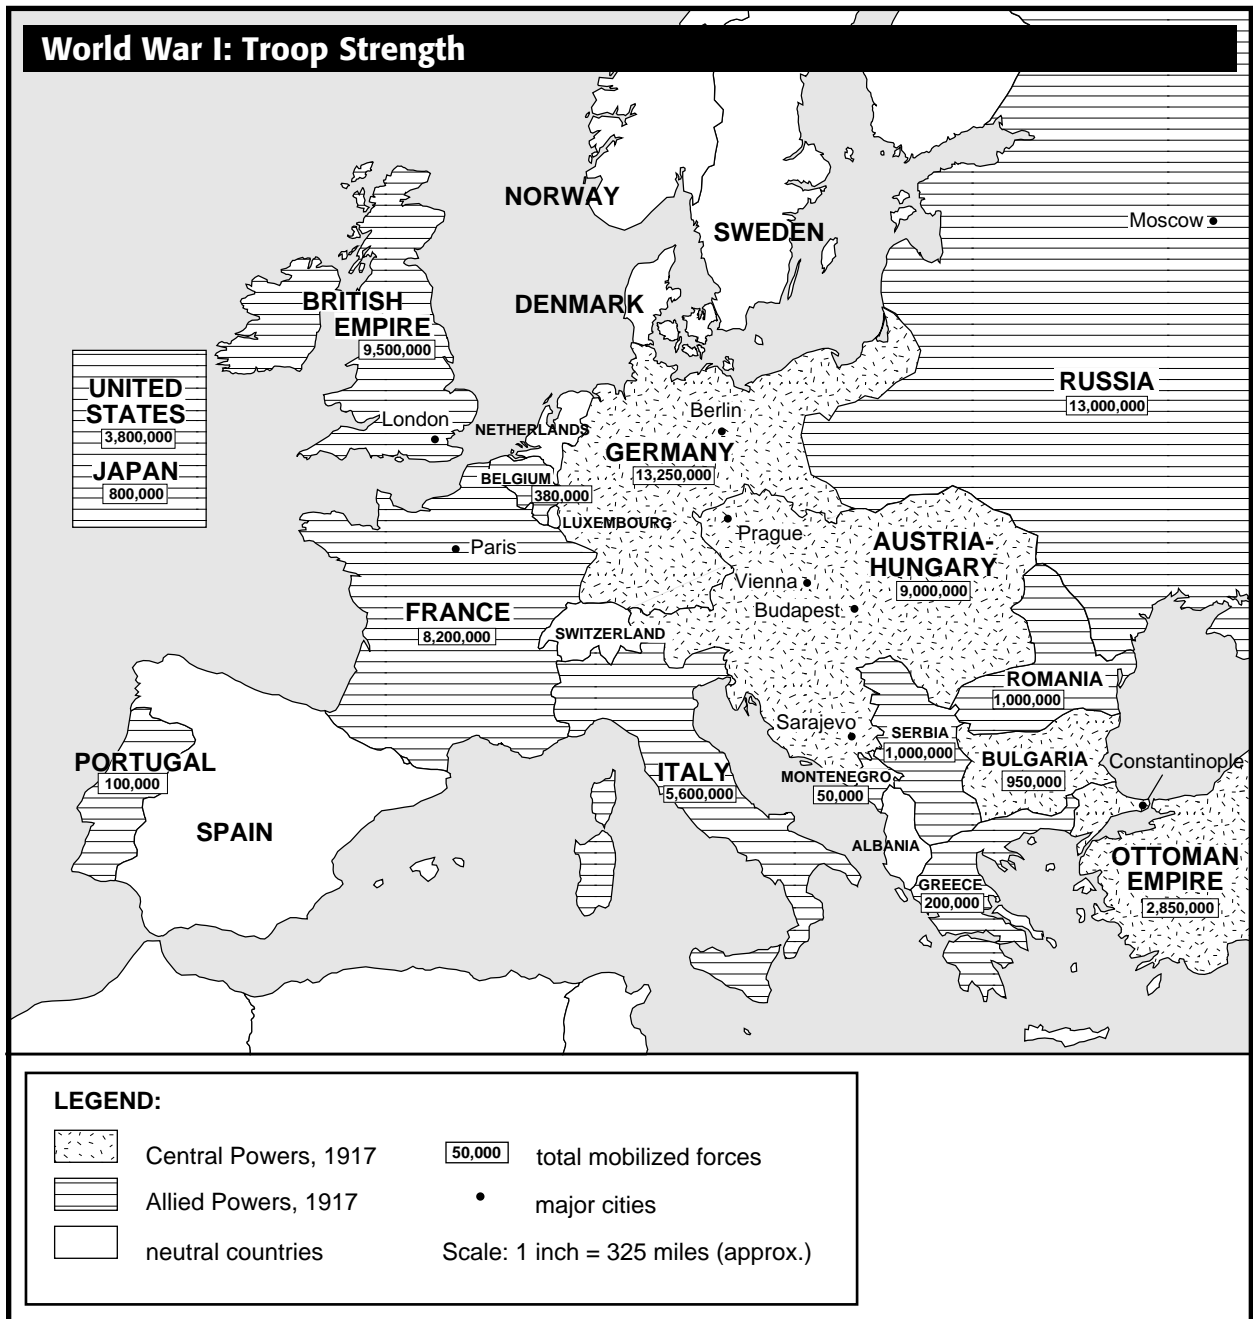 World War I: Troop Strength
NORWAY
SWEDEN
Moscow
DENMARK
BRITISH
EMPIRE
9,500,000
UNITED
STATES
3,800,000
JAPAN
800,000
London
NETHERLANDS
Berlin
GERMANY
13,250,000
RUSSIA
13,000,000
BELGIUM
380,000
LUXEMBOURG
Prague
Paris
AUSTRIA-
HUNGARY
9,000,000
Vienna
Budapest
FRANCE
8,200,000
SWITZERLAND
ROMANIA
1,000,000
Sarajevo
SERBIA
1,000,000
PORTUGAL
100,000
ITALY
5,600,000
MONTENEGRO
50,000
BULGARIA
950,000
Constantinople
SPAIN
ALBANIA
GREECE
200,000
OTTOMAN
EMPIRE
2,850,000
LEGEND:
Central Powers, 1917
50,000
total mobilized forces
Allied Powers, 1917
major cities
neutral countries
Scale: 1 inch = 325 miles (approx.)